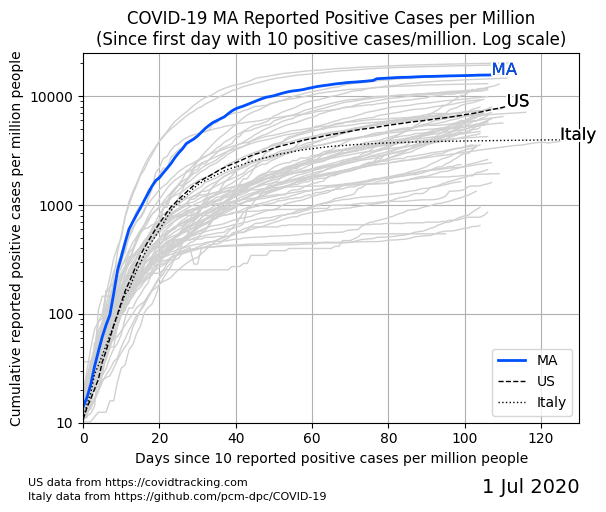 COVID-19 MA Reported Positive Cases per Million
(Since first day with 10 positive cases/million. Log scale)
Cumulative reported positive cases per million people
10000
1000
100
10
MA
US
Italy
MA
US
Italy
0 20 40 60 80 100 120
Days since 10 reported positive cases per million people
US data from https://covidtracking.com
Italy data from https://github.com/pcm-dpc/COVID-19
1 Jul 2020